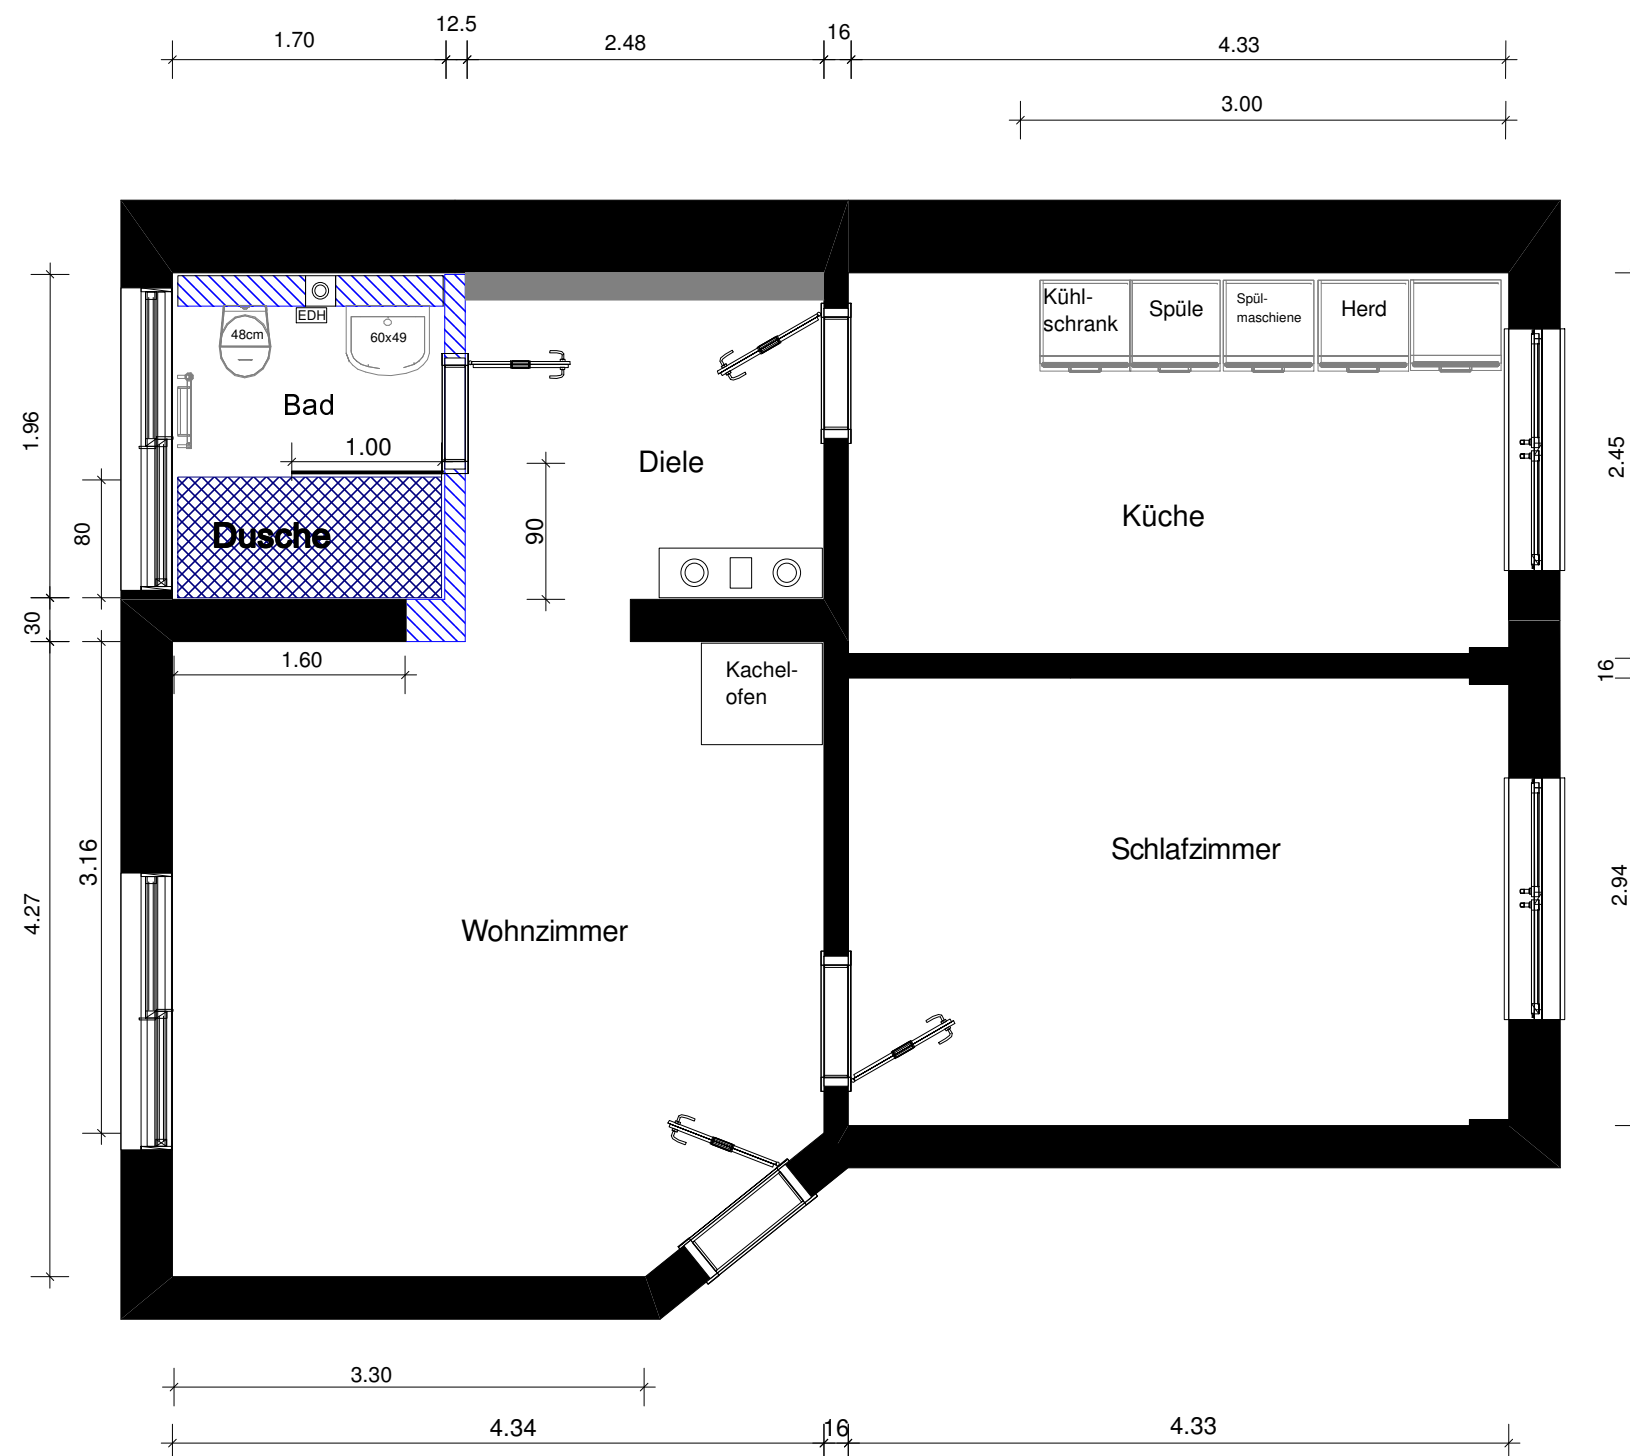 12.5
1.70
2.48
16
4.33
3.00
Kühl-
schrank
Spüle
Spül-
maschiene
Herd
EDH
48cm
60x49
Bad
1.00
Diele
Küche
1.96
80
Dusche
90
2.45
30
1.60
Kachel-
ofen
16
3.16
4.27
Schlafzimmer
2.94
Wohnzimmer
3.30
4.34
16
4.33